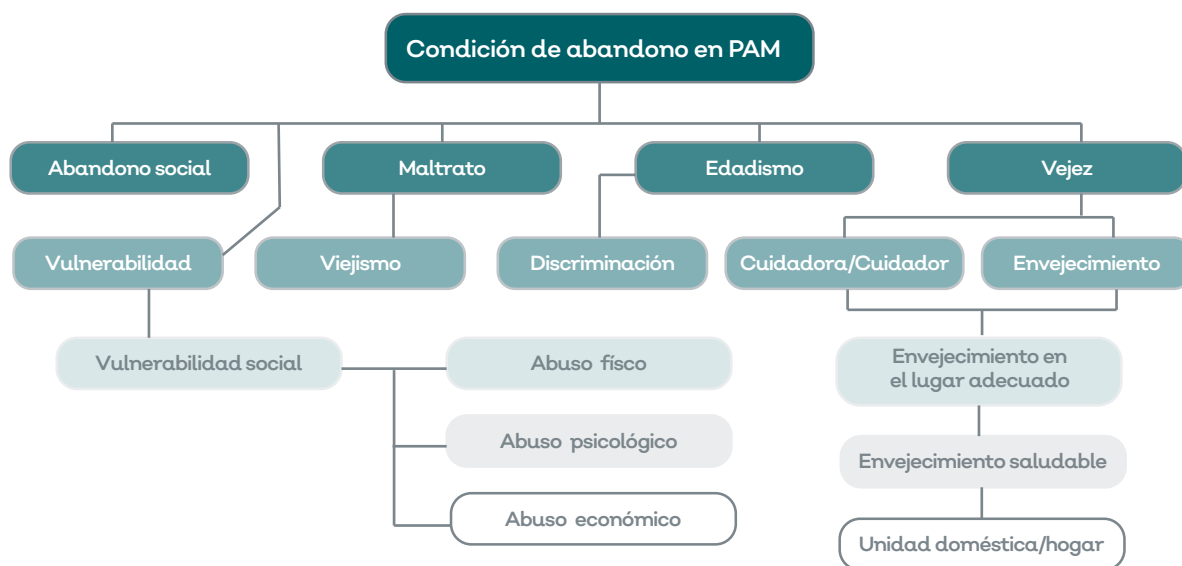 Condición de abandono en PAM
Abandono social
Maltrato
Edadismo
Vejez
Vulnerabilidad
Viejismo
Discriminación
Cuidadora/Cuidador
Envejecimiento
Vulnerabilidad social
Abuso físco
Envejecimiento en
el lugar adecuado
Abuso psicológico
Envejecimiento saludable
Abuso económico
Unidad doméstica/hogar